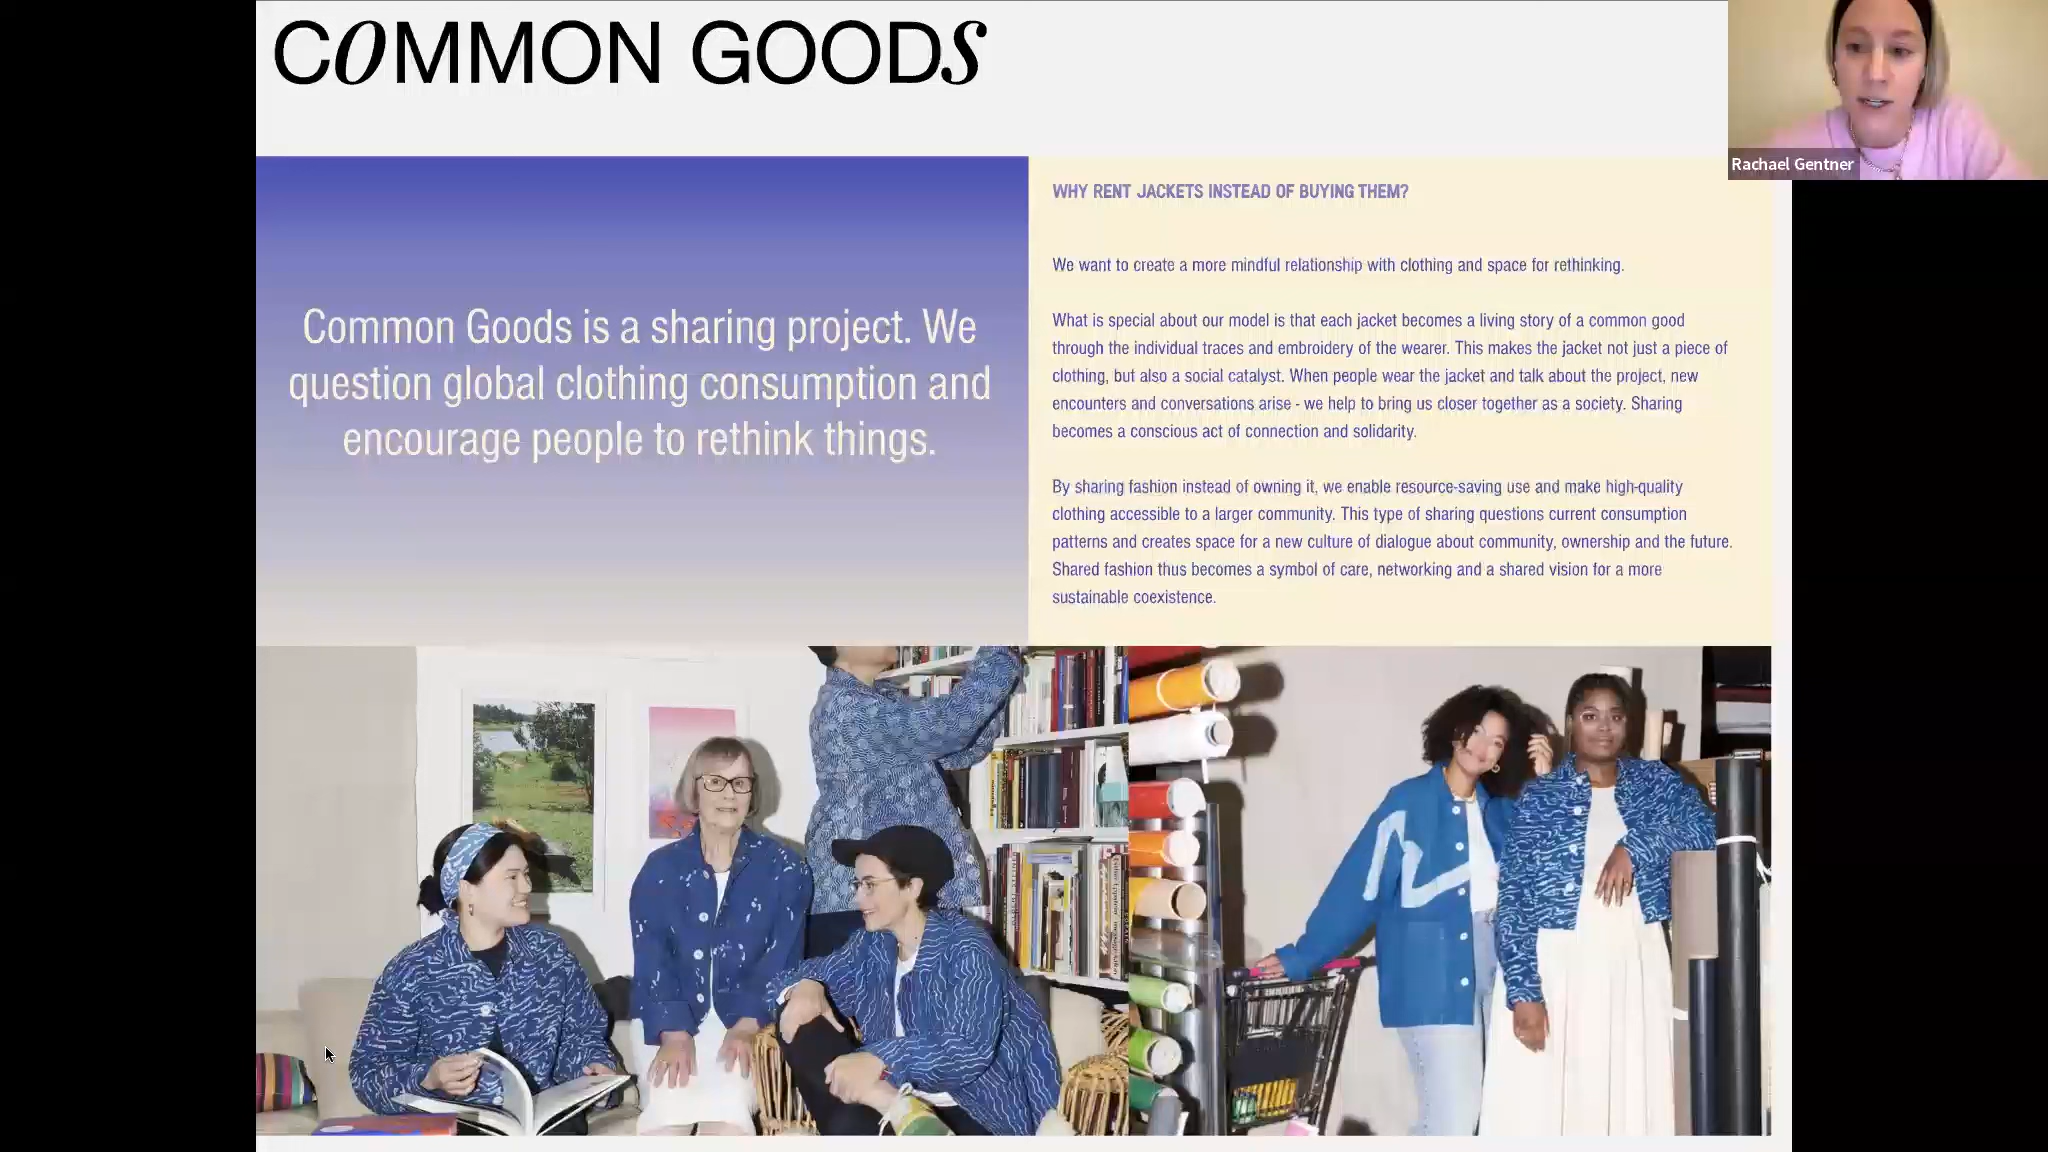 COMMON GOODS
Rachael Gentner
Common Goods is a sharing project. We
question global clothing consumption and
encourage people to rethink things.
WHY RENT JACKETS INSTEAD OF BUYING THEM?
We want to create a more mindful relationship with clothing and space for rethinking.
What is special about our model is that each jacket becomes a living story of a common good
through the individual traces and embroidery of the wearer. This makes the jacket not just a piece of
clothing, but also a social catalyst. When people wear the jacket and talk about the project, new
encounters and conversations arise - we help to bring us closer together as a society. Sharing
becomes a conscious act of connection and solidarity.
By sharing fashion instead of owning it, we enable resource-saving use and make high-quality
clothing accessible to a larger community. This type of sharing questions current consumption
patterns and creates space for a new culture of dialogue about community, ownership and the future.
Shared fashion thus becomes a symbol of care, networking and a shared vision for a more
sustainable coexistence.